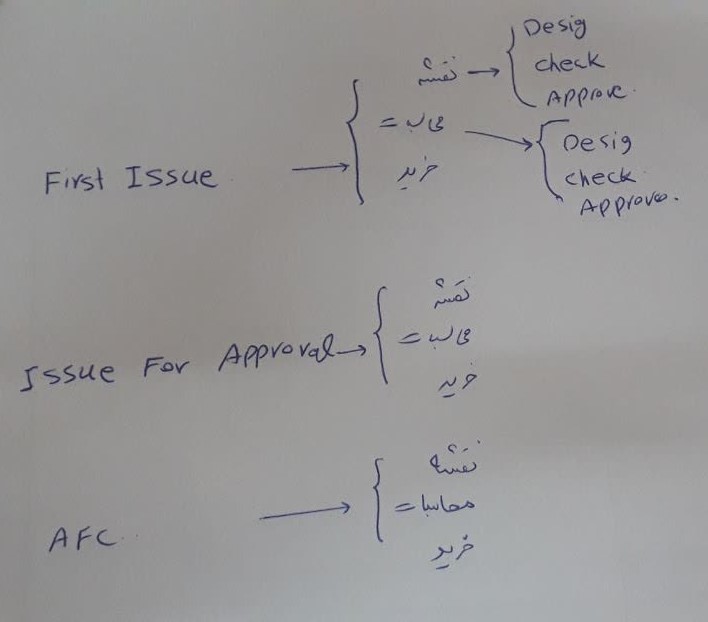 First Issue → { نقشه → { Desig
check
Approve.
محاسبات → { Desig
check
Approve.
خرید
Issue For Approval → { نقشه
محاسبات
خرید
AFC. → { نقشه
محاسبات
خرید